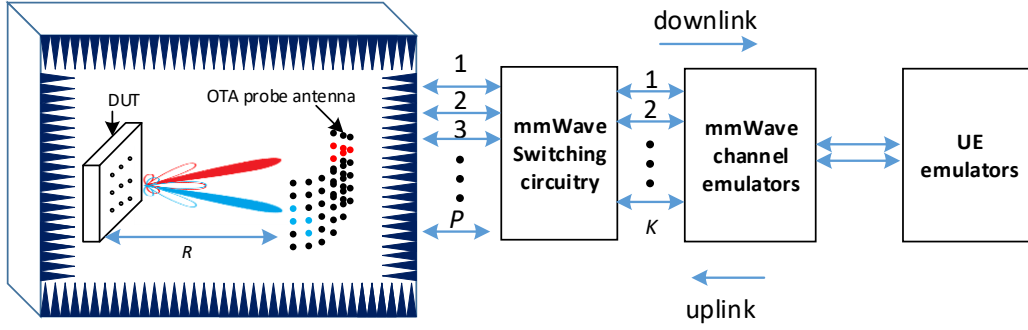 downlink
DUT
OTA probe antenna
R
1
2
3
P
mmWave
Switching
circuitry
1
2
K
mmWave
channel
emulators
UE
emulators
uplink